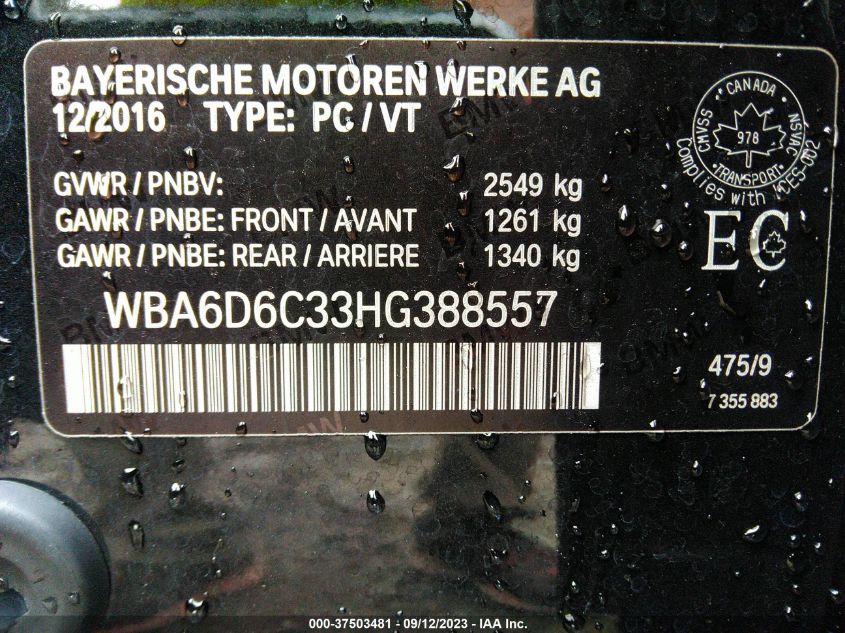 BAYERISCHE MOTOREN WERKE AG
12/2016 TYPE: PC / VT
GVWR / PNBV: 2549 kg
GAWR / PNBE: FRONT / AVANT 1261 kg
GAWR / PNBE: REAR / ARRIERE 1340 kg
CANADA
CMVSS
NSVAC
978
TRANSPORT
Complies with ICES-002
EC
WBA6D6C33HG388557
475/9
7 355 883
000-37503481 - 09/12/2023 - IAA Inc.